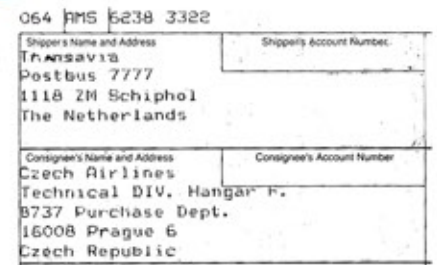 064 AMS 6238 3322
Shipper's Name and Address
Shipper's Account Number
Transavia
Postbus 7777
1118 ZM Schiphol
The Netherlands
Consignee's Name and Address
Consignee's Account Number
Czech Airlines
Technical DIV. Hangar F.
B737 Purchase Dept.
16008 Prague 6
Czech Republic